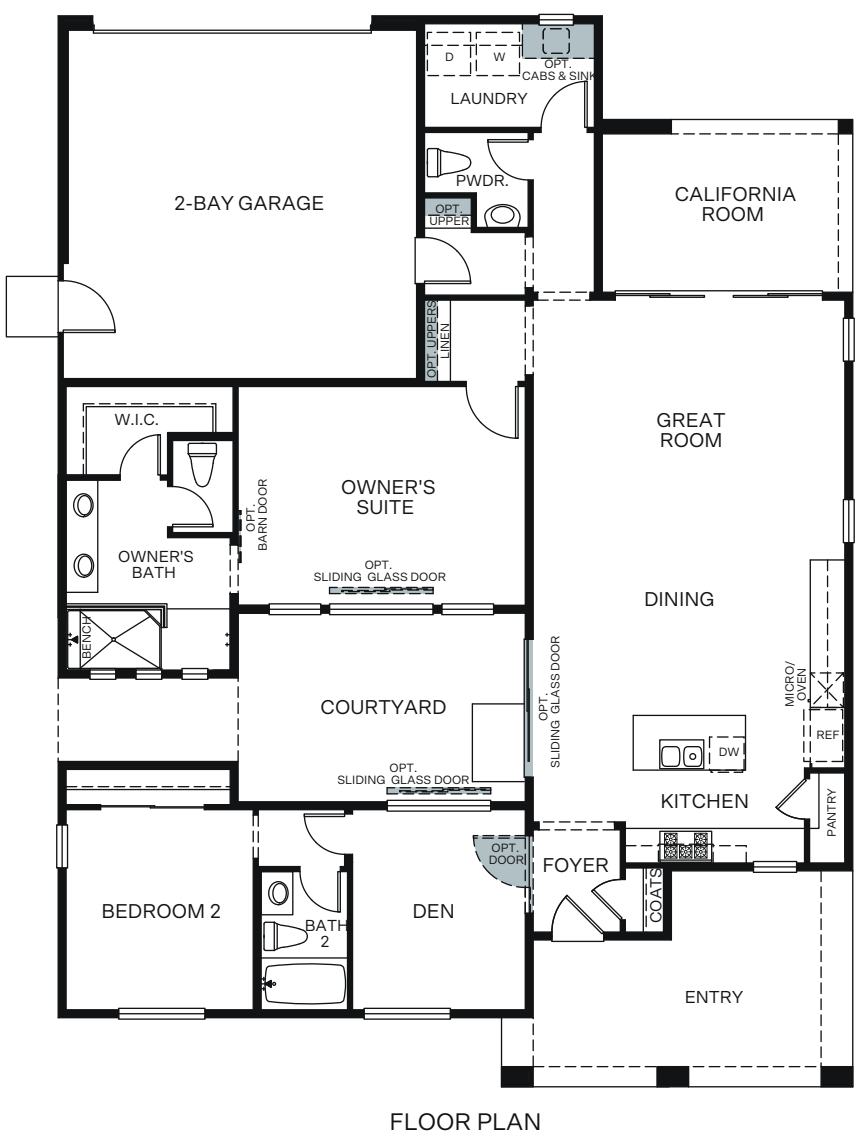 D
W
OPT.
CABS & SINK
LAUNDRY
2-BAY GARAGE
PWDR.
OPT.
UPPER
CALIFORNIA
ROOM
OPT. UPPERS
LINEN
W.I.C.
GREAT
ROOM
OWNER'S
SUITE
OPT.
BARN DOOR
OWNER'S
BATH
OPT.
SLIDING GLASS DOOR
DINING
BENCH
OPT.
SLIDING GLASS DOOR
MICRO/
OVEN
COURTYARD
REF
DW
OPT.
SLIDING GLASS DOOR
KITCHEN
PANTRY
OPT.
DOOR
FOYER
COATS
BEDROOM 2
BATH
2
DEN
ENTRY
FLOOR PLAN